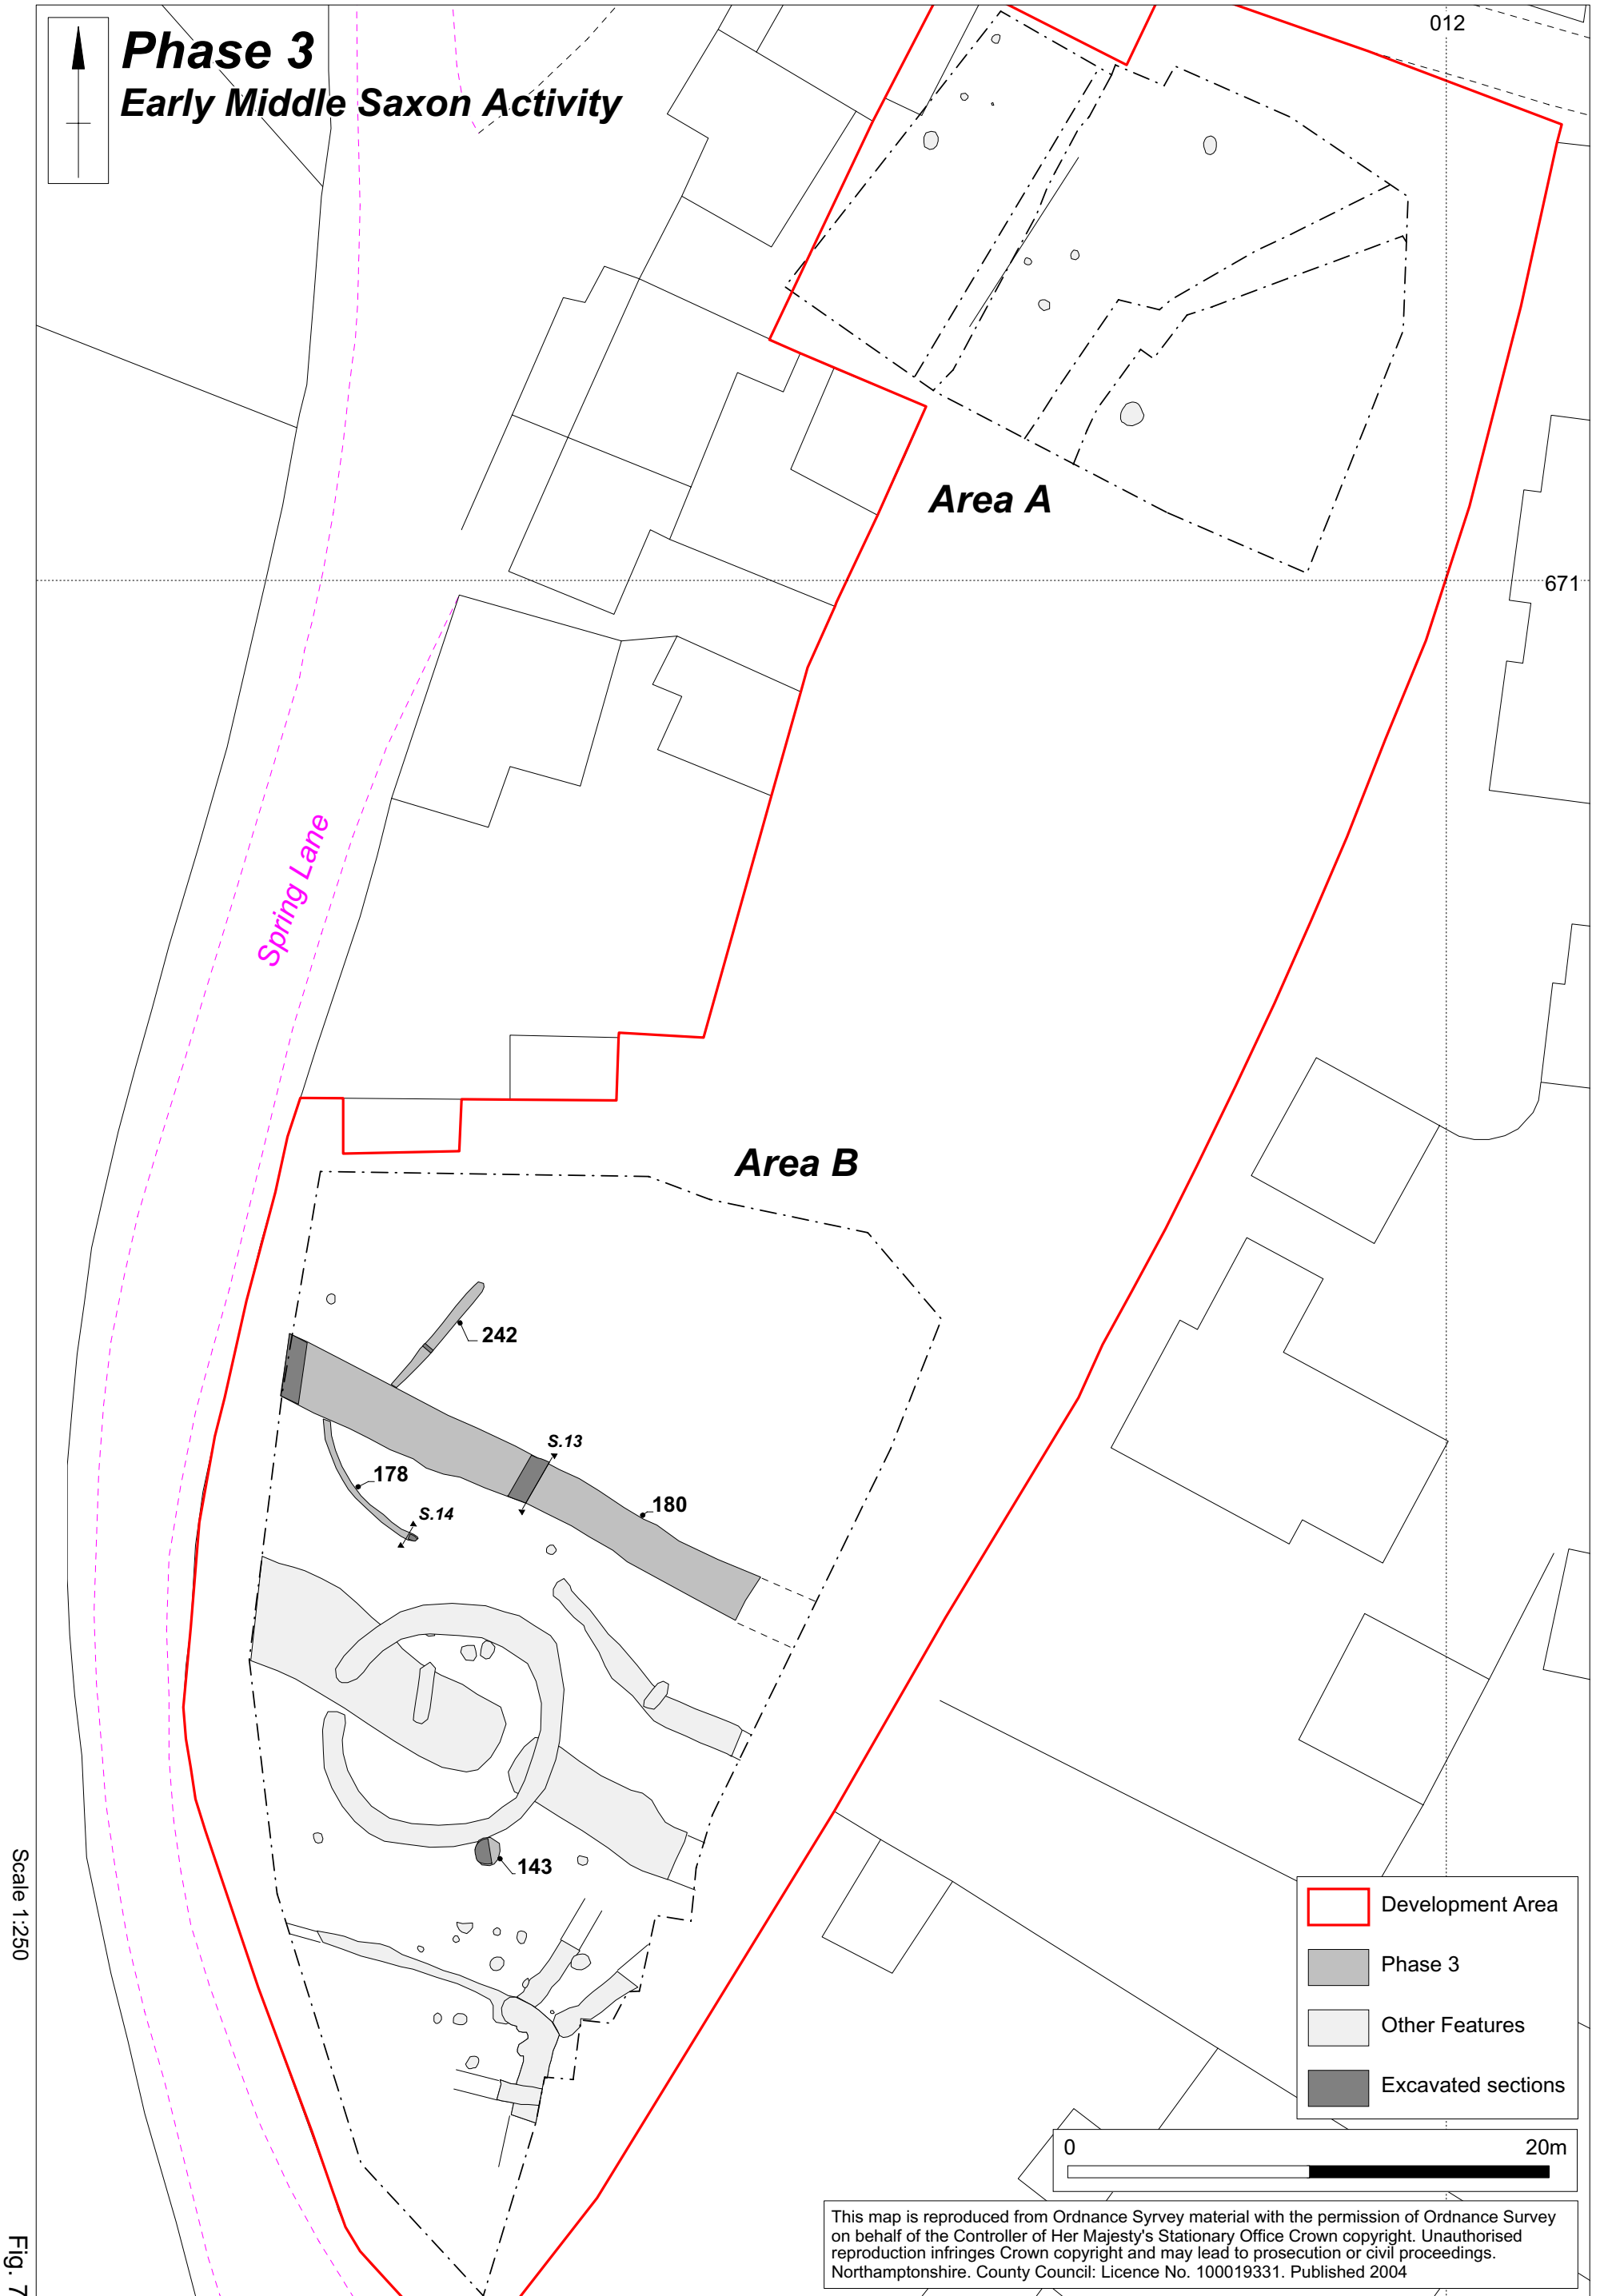 Phase 3
Early Middle Saxon Activity
012
Area A
671
Spring Lane
Area B
242
S.13
178
180
S.14
143
Development Area
Phase 3
Other Features
Excavated sections
0 20m
This map is reproduced from Ordnance Syrvey material with the permission of Ordnance Survey
on behalf of the Controller of Her Majesty's Stationary Office Crown copyright. Unauthorised
reproduction infringes Crown copyright and may lead to prosecution or civil proceedings.
Northamptonshire. County Council: Licence No. 100019331. Published 2004
Scale 1:250
Fig. 7